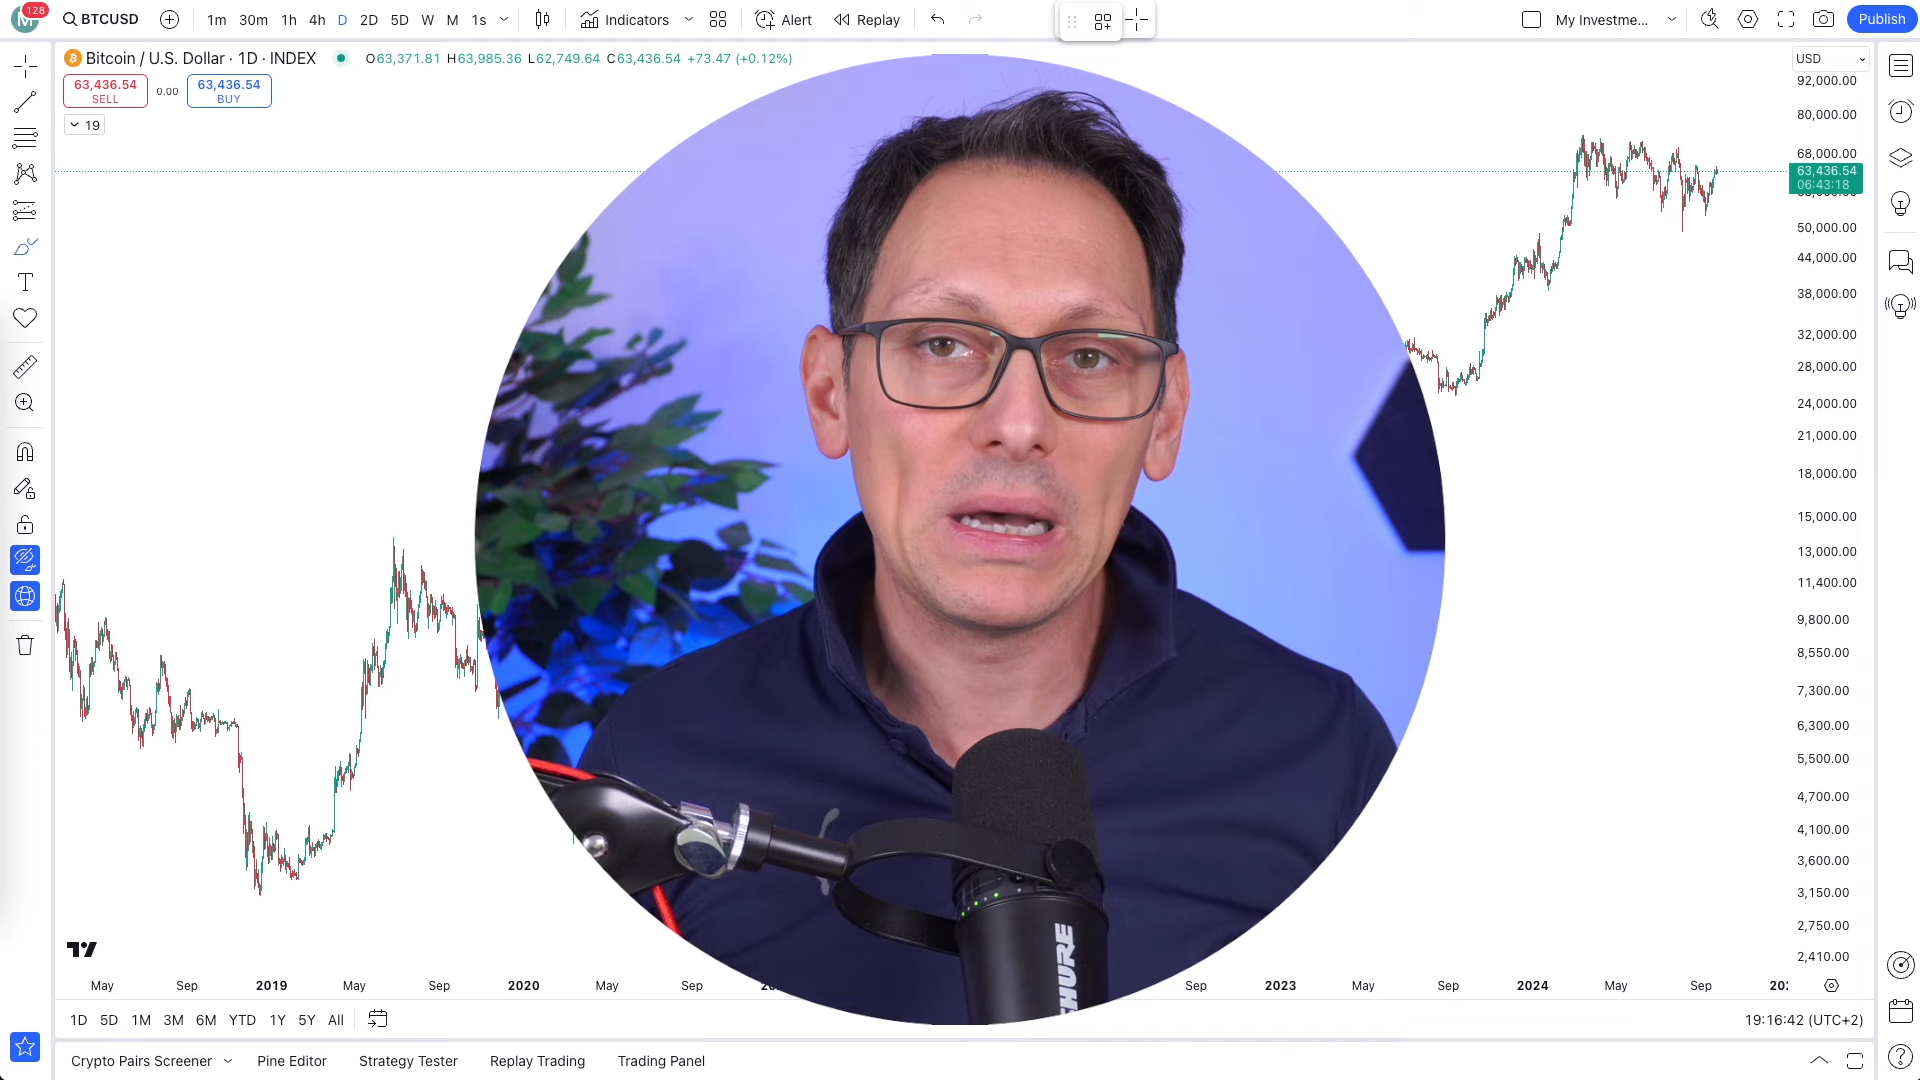 128
BTCUSD
1m 30m 1h 4h D 2D 5D W M 1s
Indicators
Alert
Replay
My Investme...
Publish
Bitcoin / U.S. Dollar · 1D · INDEX
O63,371.81 H63,985.36 L62,749.64 C63,436.54 +73.47 (+0.12%)
63,436.54
SELL
0.00
63,436.54
BUY
19
USD
92,000.00
80,000.00
68,000.00
63,436.54
06:43:18
50,000.00
44,000.00
38,000.00
32,000.00
28,000.00
24,000.00
21,000.00
18,000.00
15,000.00
13,000.00
11,400.00
9,800.00
8,550.00
7,300.00
6,300.00
5,500.00
4,700.00
4,100.00
3,600.00
3,150.00
2,750.00
2,410.00
SHURE
May Sep 2019 May Sep 2020 May Sep Sep 2023 May Sep 2024 May Sep
1D 5D 1M 3M 6M YTD 1Y 5Y All
19:16:42 (UTC+2)
Crypto Pairs Screener Pine Editor Strategy Tester Replay Trading Trading Panel